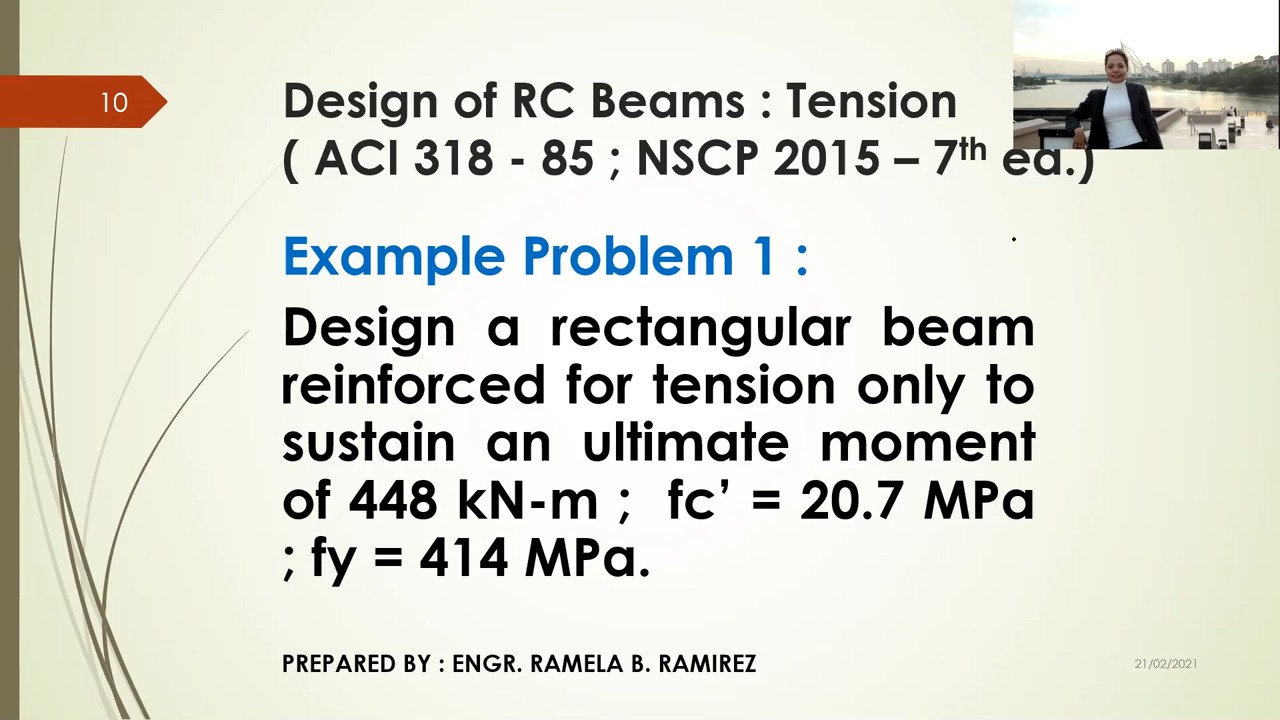 10
Design of RC Beams : Tension
( ACI 318 - 85 ; NSCP 2015 – 7th ed.)
Example Problem 1 :
Design a rectangular beam
reinforced for tension only to
sustain an ultimate moment
of 448 kN-m ; fc’ = 20.7 MPa
; fy = 414 MPa.
PREPARED BY : ENGR. RAMELA B. RAMIREZ
21/02/2021